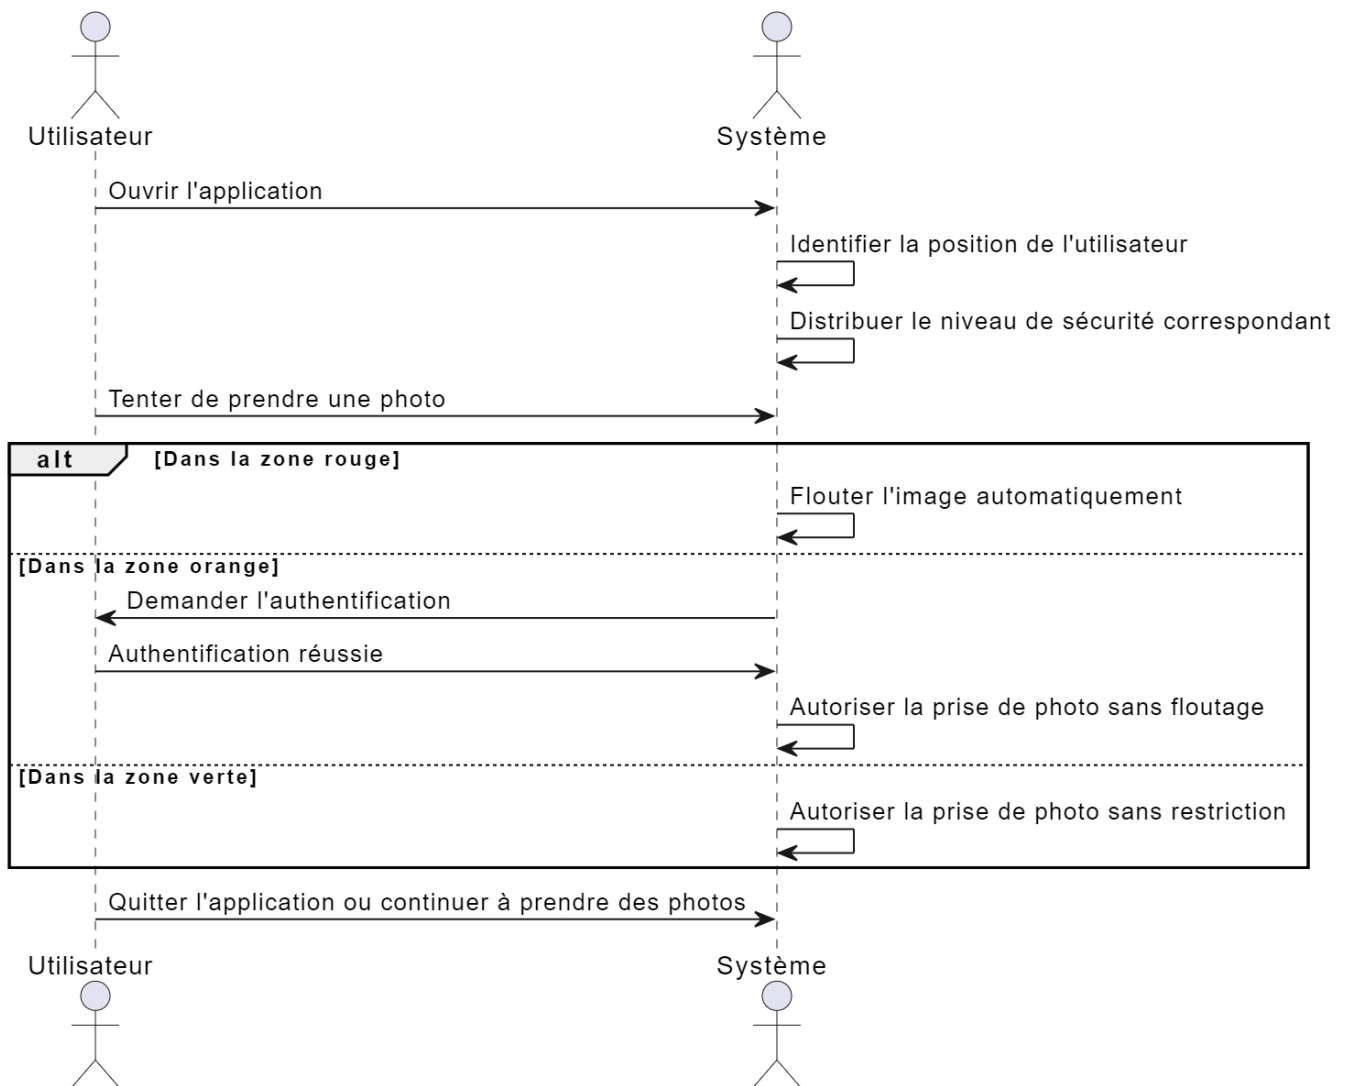 Utilisateur
Système
Ouvrir l'application
Identifier la position de l'utilisateur
Distribuer le niveau de sécurité correspondant
Tenter de prendre une photo
alt
[Dans la zone rouge]
Flouter l'image automatiquement
[Dans la zone orange]
Demander l'authentification
Authentification réussie
Autoriser la prise de photo sans floutage
[Dans la zone verte]
Autoriser la prise de photo sans restriction
Quitter l'application ou continuer à prendre des photos
Utilisateur
Système